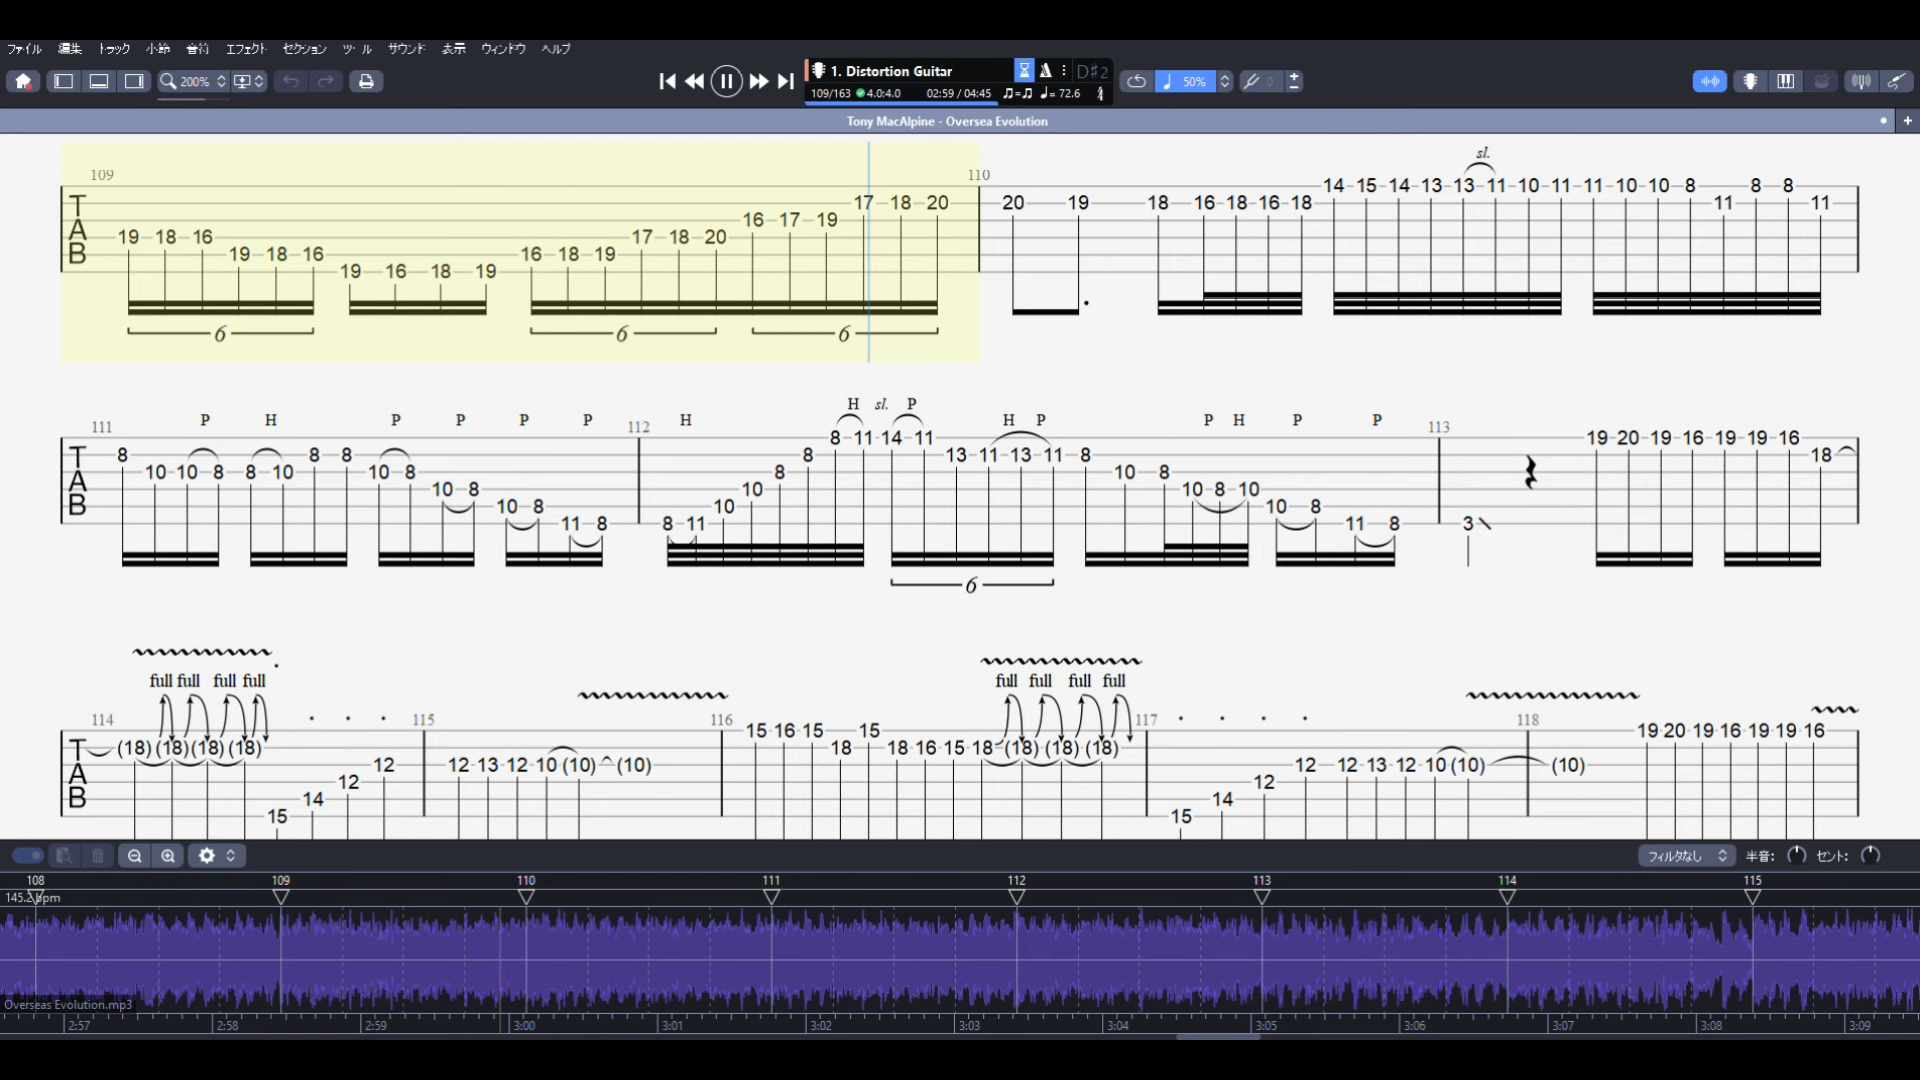 ファイル 編集 トラック 小節 音符 エフェクト セクション ツール サウンド 表示 ウィンドウ ヘルプ
200% 1. Distortion Guitar D♯2 50% 0
109/163 4.0:4.0 02:59 / 04:45 ♫=♫ ♩= 72.6
Tony MacAlpine - Oversea Evolution
109 110 sl.
14 15 14 13 13 11 10 11 11 10 10 8 8 8
17 18 20 20 19 18 16 18 16 18 11 11
16 17 19
T A B
19 18 16 17 18 20
19 18 16 16 18 19
19 16 18 19
6 6 6
H sl. P
111 P H P P P P 112 H H P P H P P 113
8 11 14 11 19 20 19 16 19 19 16
8 8 8 8 13 11 13 11 8 18
10 10 8 8 10 10 8 8 10 8
T A B
10 8 10 10 8 10
10 8 10 10 8
11 8 8 11 11 8 3
6
full full full full full full full full
114 115 116 117 118
15 16 15 15 19 20 19 16 19 19 16
(18) (18) (18) (18) 18 18 16 15 18 (18) (18) (18)
12 12 13 12 10 (10) (10) 12 12 13 12 10 (10) (10)
T A B
12 12
14 14
15 15
フィルタなし 半音: セント:
108 109 110 111 112 113 114 115
145.2 bpm
Overseas Evolution.mp3
2:57 2:58 2:59 3:00 3:01 3:02 3:03 3:04 3:05 3:06 3:07 3:08 3:09